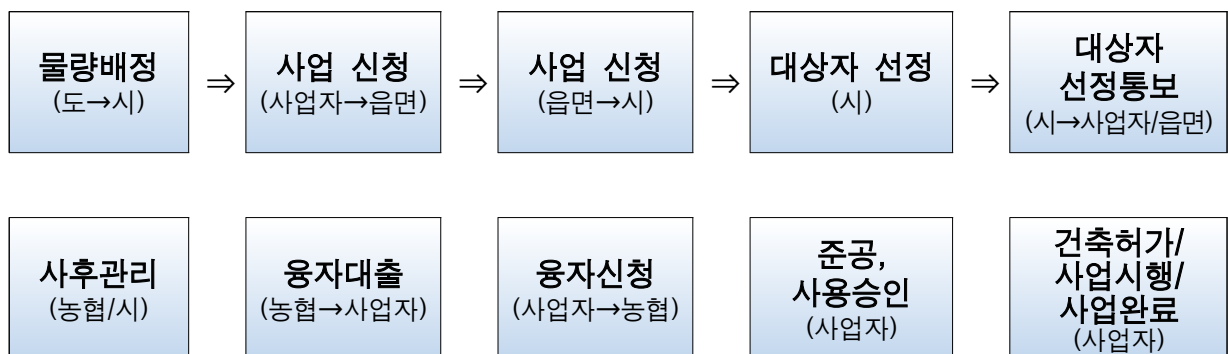 물량배정
(도→시)
⇒
사업 신청
(사업자→읍면)
⇒
사업 신청
(읍면→시)
⇒
대상자 선정
(시)
⇒
대상자
선정통보
(시→사업자/읍면)
사후관리
(농협/시)
융자대출
(농협→사업자)
융자신청
(사업자→농협)
준공,
사용승인
(사업자)
건축허가/
사업시행/
사업완료
(사업자)